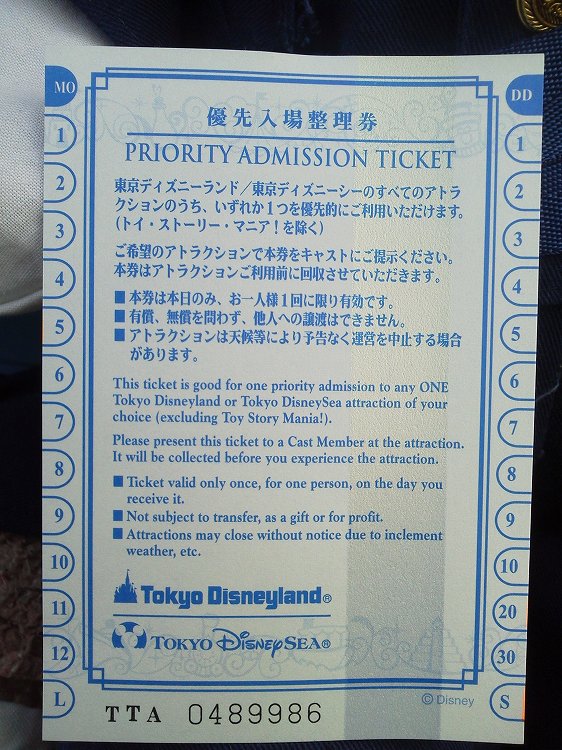 MO
DD
優先入場整理券
PRIORITY ADMISSION TICKET
東京ディズニーランド／東京ディズニーシーのすべてのアトラ
クションのうち、いずれか1つを優先的にご利用いただけます。
(トイ・ストーリー・マニア！を除く)
ご希望のアトラクションで本券をキャストにご提示ください。
本券はアトラクションご利用前に回収させていただきます。
■ 本券は本日のみ、お一人様1回に限り有効です。
■ 有償、無償を問わず、他人への譲渡はできません。
■ アトラクションは天候等により予告なく運営を中止する場合
があります。
This ticket is good for one priority admission to any ONE
Tokyo Disneyland or Tokyo DisneySea attraction of your
choice (excluding Toy Story Mania!).
Please present this ticket to a Cast Member at the attraction.
It will be collected before you experience the attraction.
■ Ticket valid only once, for one person, on the day you
receive it.
■ Not subject to transfer, as a gift or for profit.
■ Attractions may close without notice due to inclement
weather, etc.
Tokyo Disneyland®
TOKYO DISNEYSEA®
© Disney
TTA 0489986
1
2
3
4
5
6
7
8
9
10
11
12
L
1
2
3
4
5
6
7
8
9
10
20
30
S